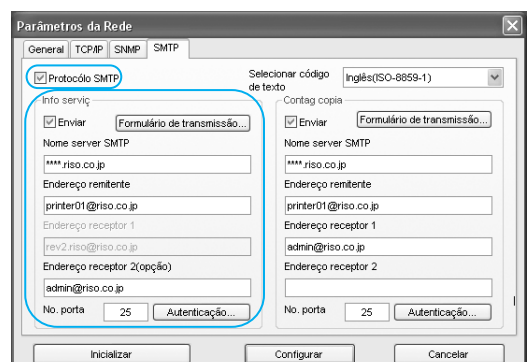 Parâmetros da Rede
General TCP/IP SNMP SMTP
Protocólo SMTP
Selecionar código de texto
Inglês(ISO-8859-1)
Info serviç
Enviar Formulário de transmissão...
Nome server SMTP
****.riso.co.jp
Endereço remitente
printer01@riso.co.jp
Endereço receptor 1
rev2.riso@riso.co.jp
Endereço receptor 2(opção)
admin@riso.co.jp
No. porta 25 Autenticação...
Contag copia
Enviar Formulário de transmissão...
Nome server SMTP
****.riso.co.jp
Endereço remitente
printer01@riso.co.jp
Endereço receptor 1
admin@riso.co.jp
Endereço receptor 2
No. porta 25 Autenticação...
Inicializar Configurar Cancelar